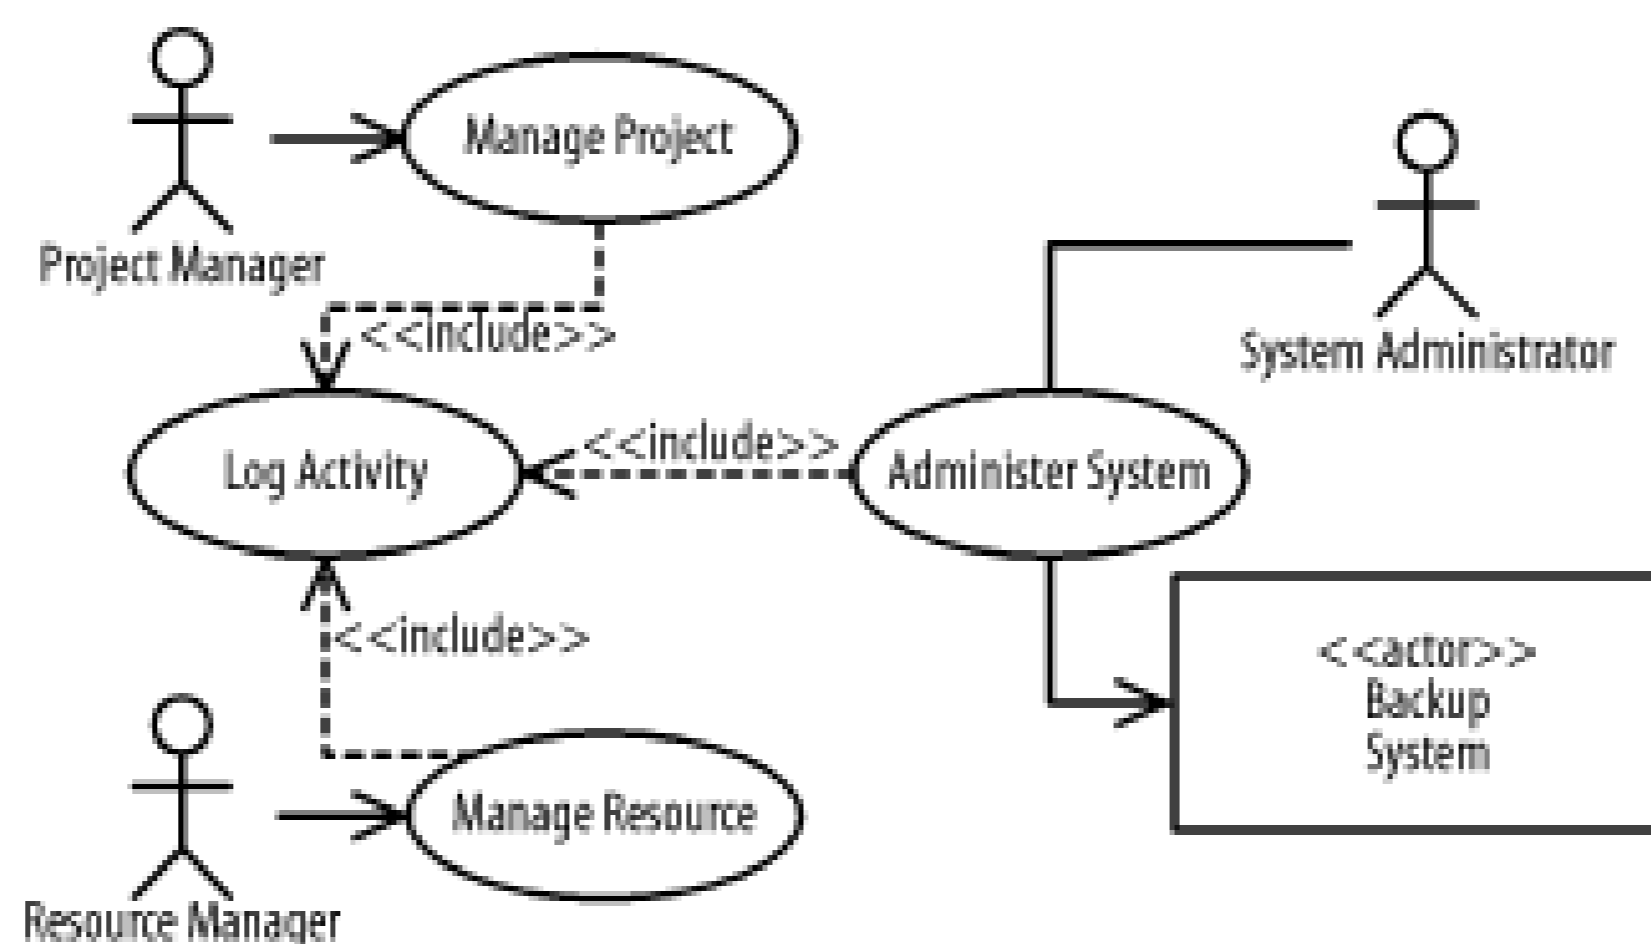 Manage Project
Project Manager
<<include>>
System Administrator
<<include>>
Log Activity
Administer System
<<include>>
<<actor>>
Backup
System
Manage Resource
Resource Manager